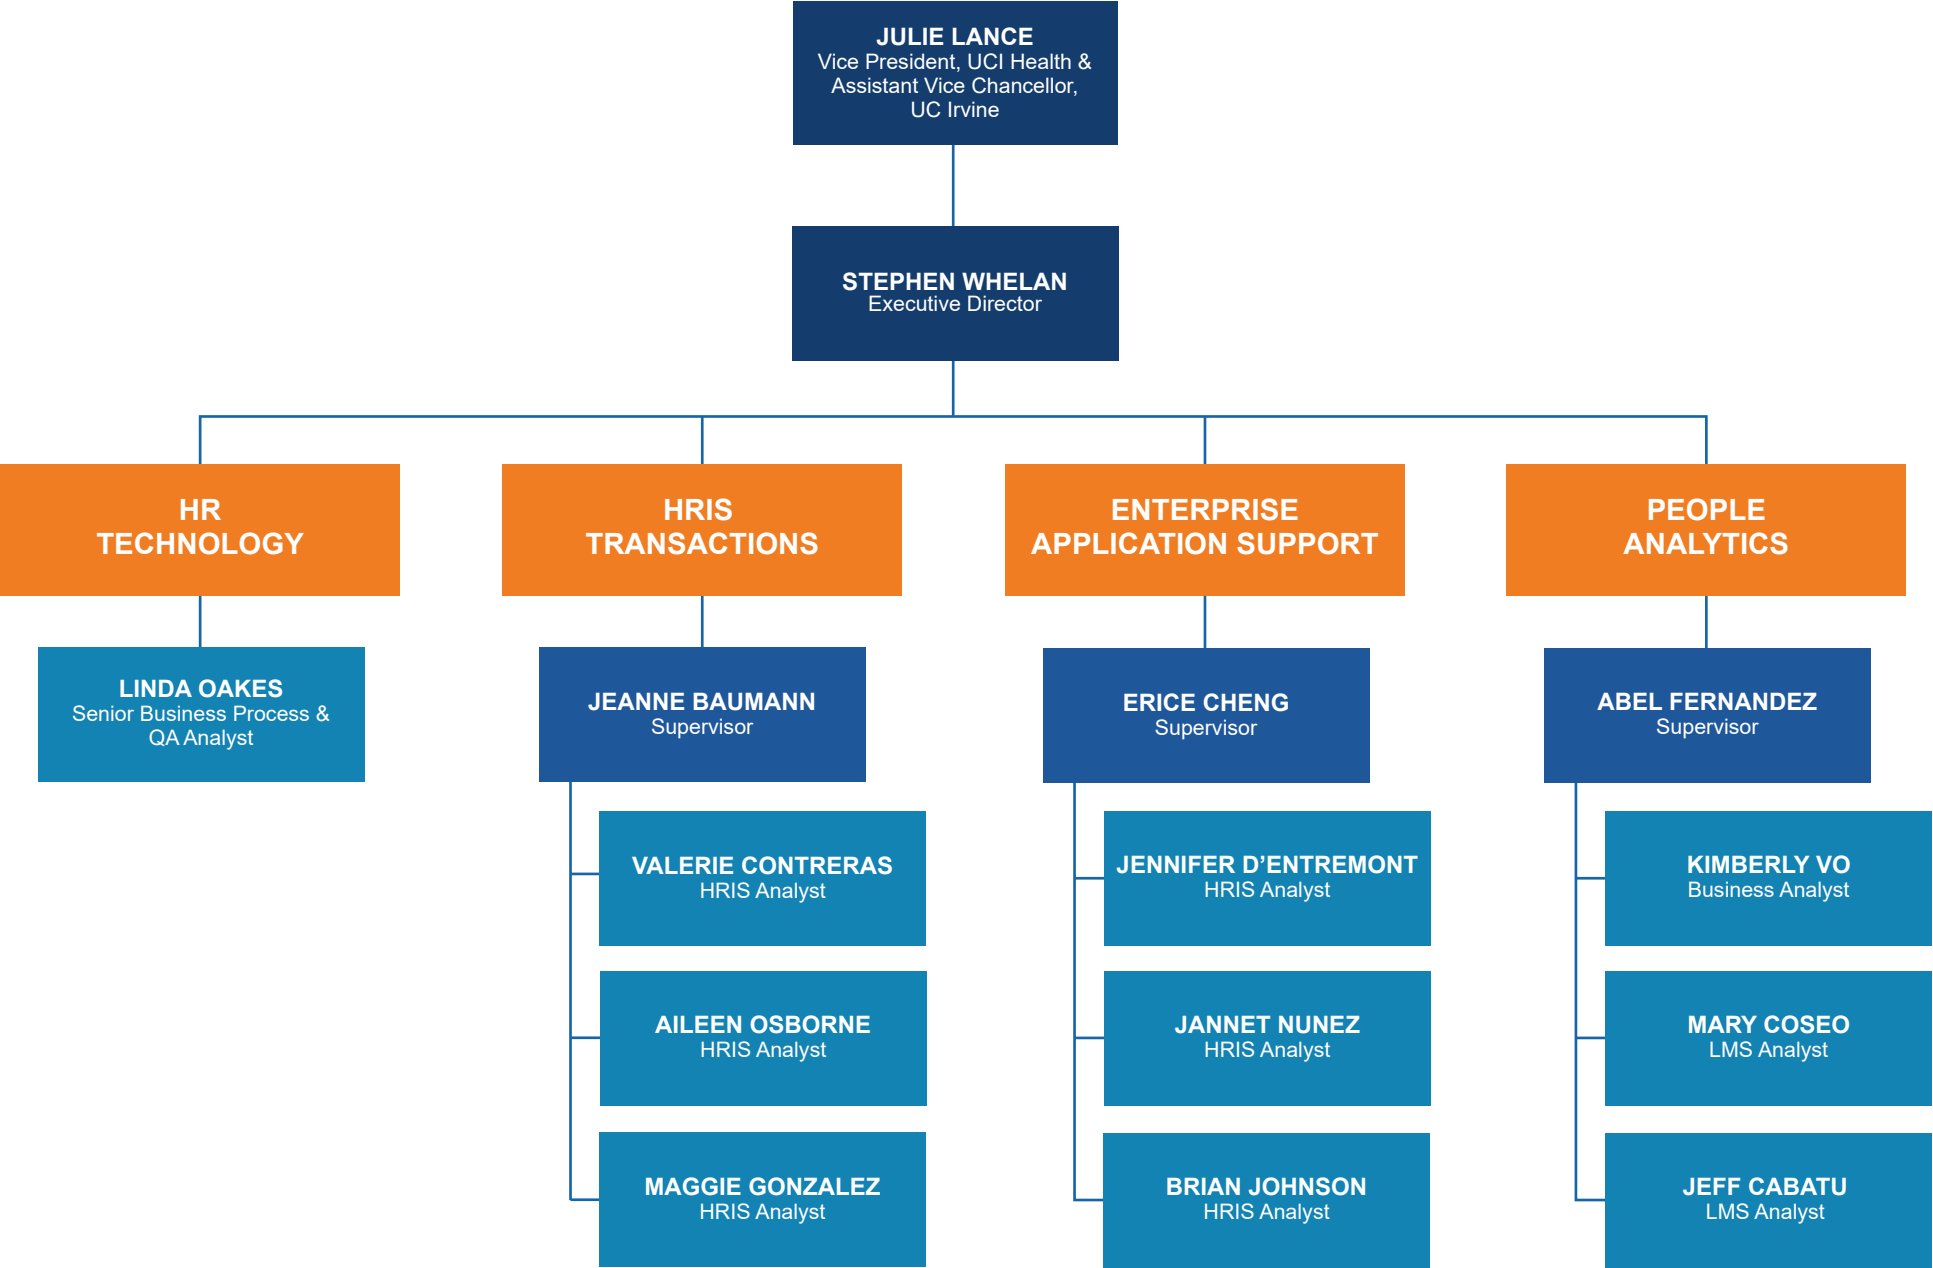 JULIE LANCE
Vice President, UCI Health &
Assistant Vice Chancellor,
UC Irvine
STEPHEN WHELAN
Executive Director
HR
TECHNOLOGY
HRIS
TRANSACTIONS
ENTERPRISE
APPLICATION SUPPORT
PEOPLE
ANALYTICS
LINDA OAKES
Senior Business Process &
QA Analyst
JEANNE BAUMANN
Supervisor
ERICE CHENG
Supervisor
ABEL FERNANDEZ
Supervisor
VALERIE CONTRERAS
HRIS Analyst
JENNIFER D’ENTREMONT
HRIS Analyst
KIMBERLY VO
Business Analyst
AILEEN OSBORNE
HRIS Analyst
JANNET NUNEZ
HRIS Analyst
MARY COSEO
LMS Analyst
MAGGIE GONZALEZ
HRIS Analyst
BRIAN JOHNSON
HRIS Analyst
JEFF CABATU
LMS Analyst